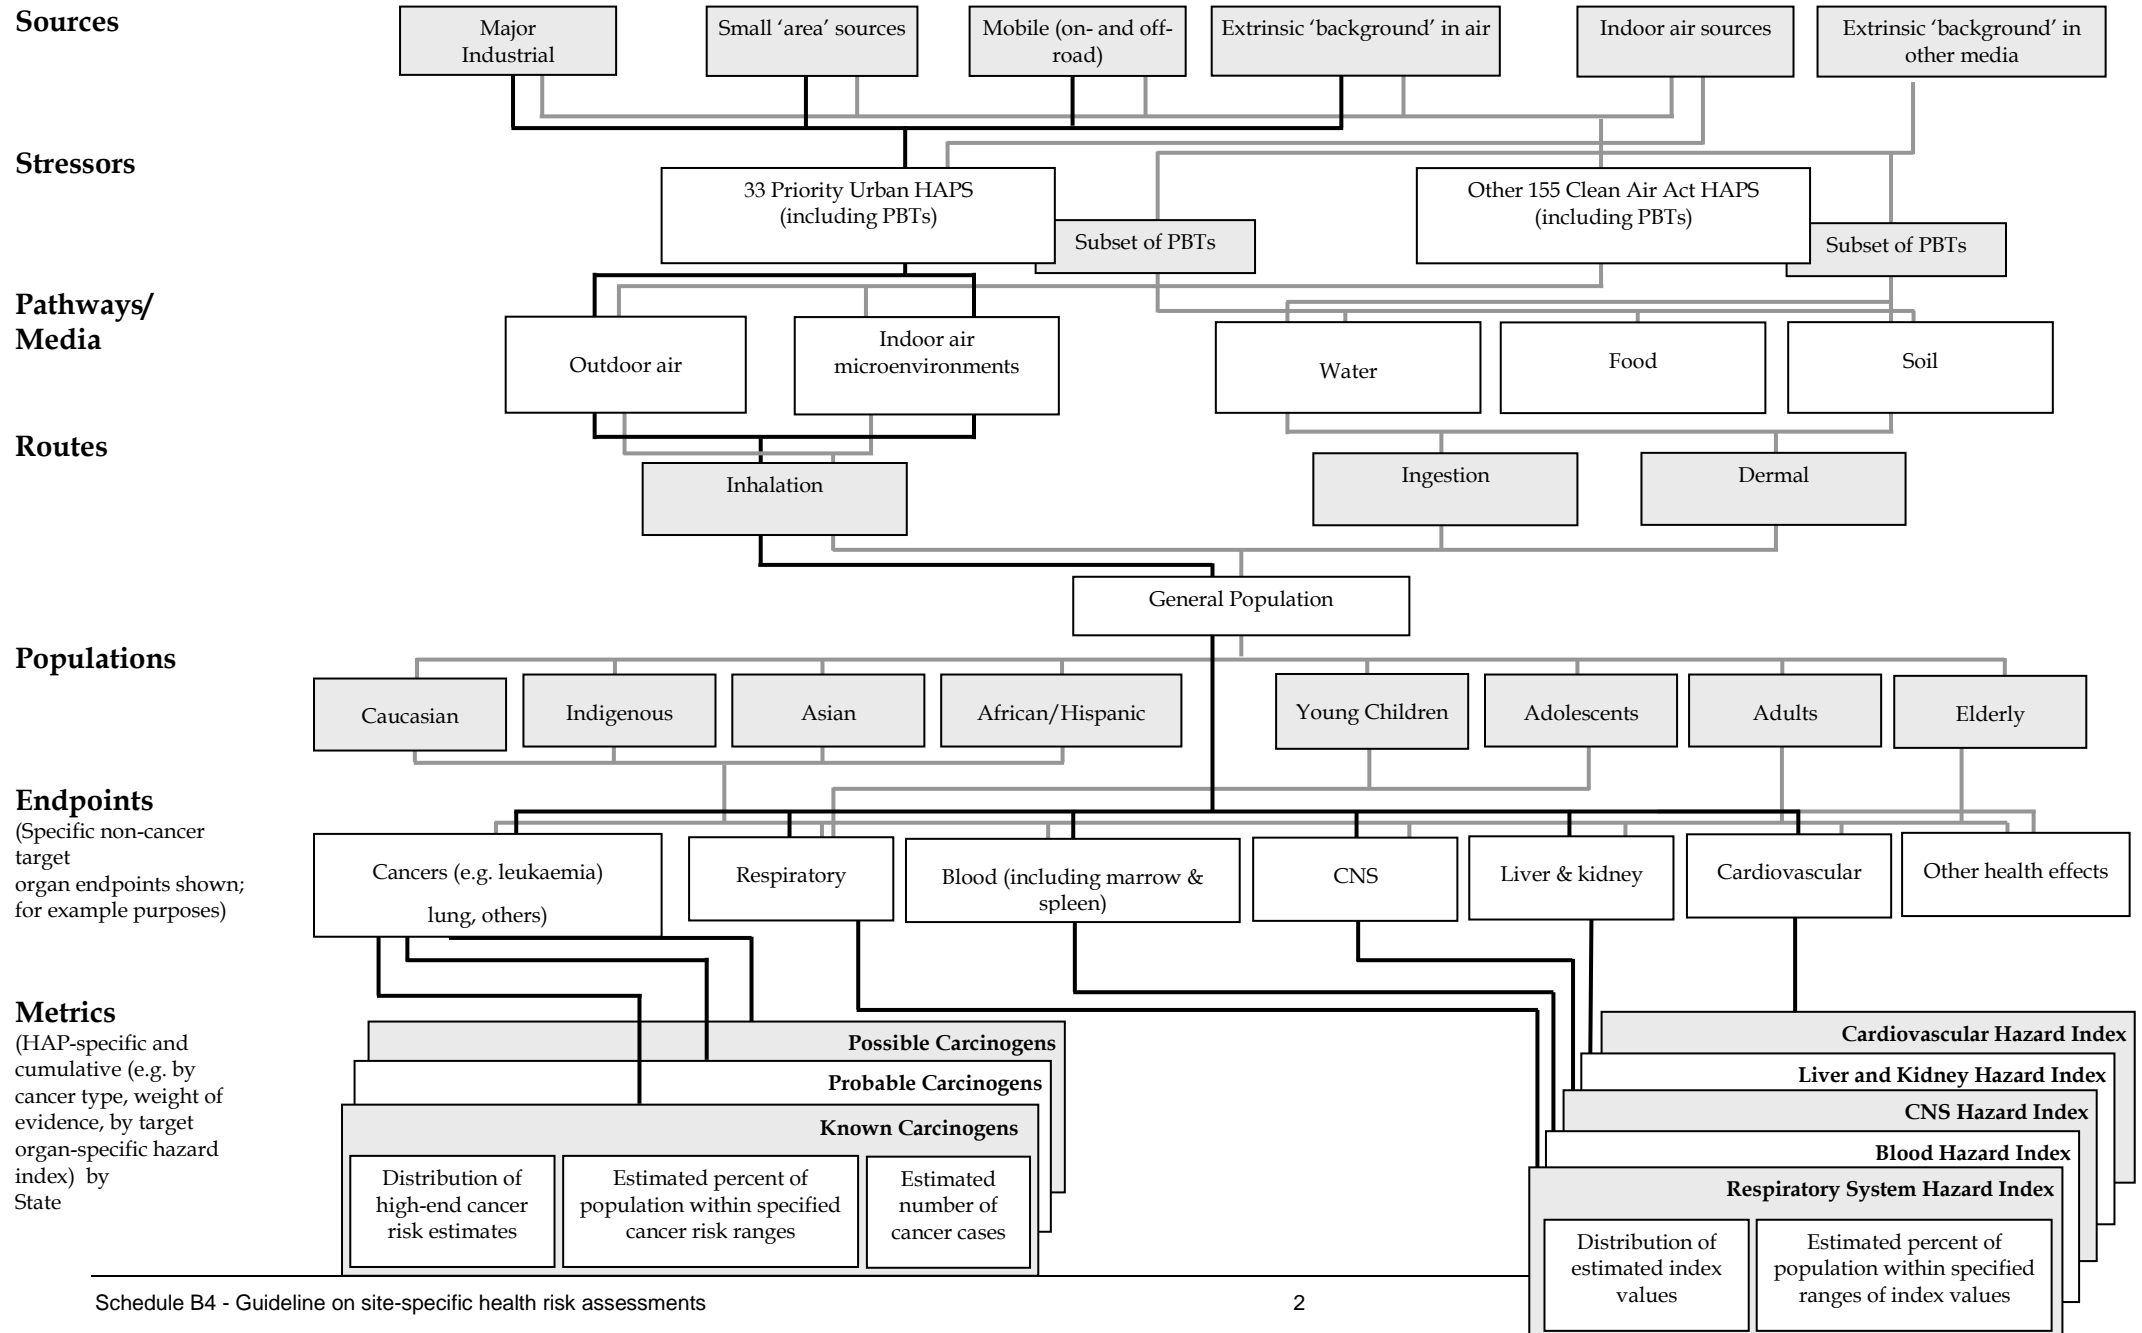 Sources
Major
Industrial
Small ‘area’ sources
Mobile (on- and off-
road)
Extrinsic ‘background’ in air
Indoor air sources
Extrinsic ‘background’ in
other media
Stressors
33 Priority Urban HAPS
(including PBTs)
Subset of PBTs
Other 155 Clean Air Act HAPS
(including PBTs)
Subset of PBTs
Pathways/
Media
Outdoor air
Indoor air
microenvironments
Water
Food
Soil
Routes
Inhalation
Ingestion
Dermal
General Population
Populations
Caucasian
Indigenous
Asian
African/Hispanic
Young Children
Adolescents
Adults
Elderly
Endpoints
(Specific non-cancer
target
organ endpoints shown;
for example purposes)
Cancers (e.g. leukaemia)
lung, others)
Respiratory
Blood (including marrow &
spleen)
CNS
Liver & kidney
Cardiovascular
Other health effects
Metrics
(HAP-specific and
cumulative (e.g. by
cancer type, weight of
evidence, by target
organ-specific hazard
index) by
State
Possible Carcinogens
Probable Carcinogens
Known Carcinogens
Distribution of
high-end cancer
risk estimates
Estimated percent of
population within specified
cancer risk ranges
Estimated
number of
cancer cases
Cardiovascular Hazard Index
Liver and Kidney Hazard Index
CNS Hazard Index
Blood Hazard Index
Respiratory System Hazard Index
Distribution of
estimated index
values
Estimated percent of
population within specified
ranges of index values
Schedule B4 - Guideline on site-specific health risk assessments
2